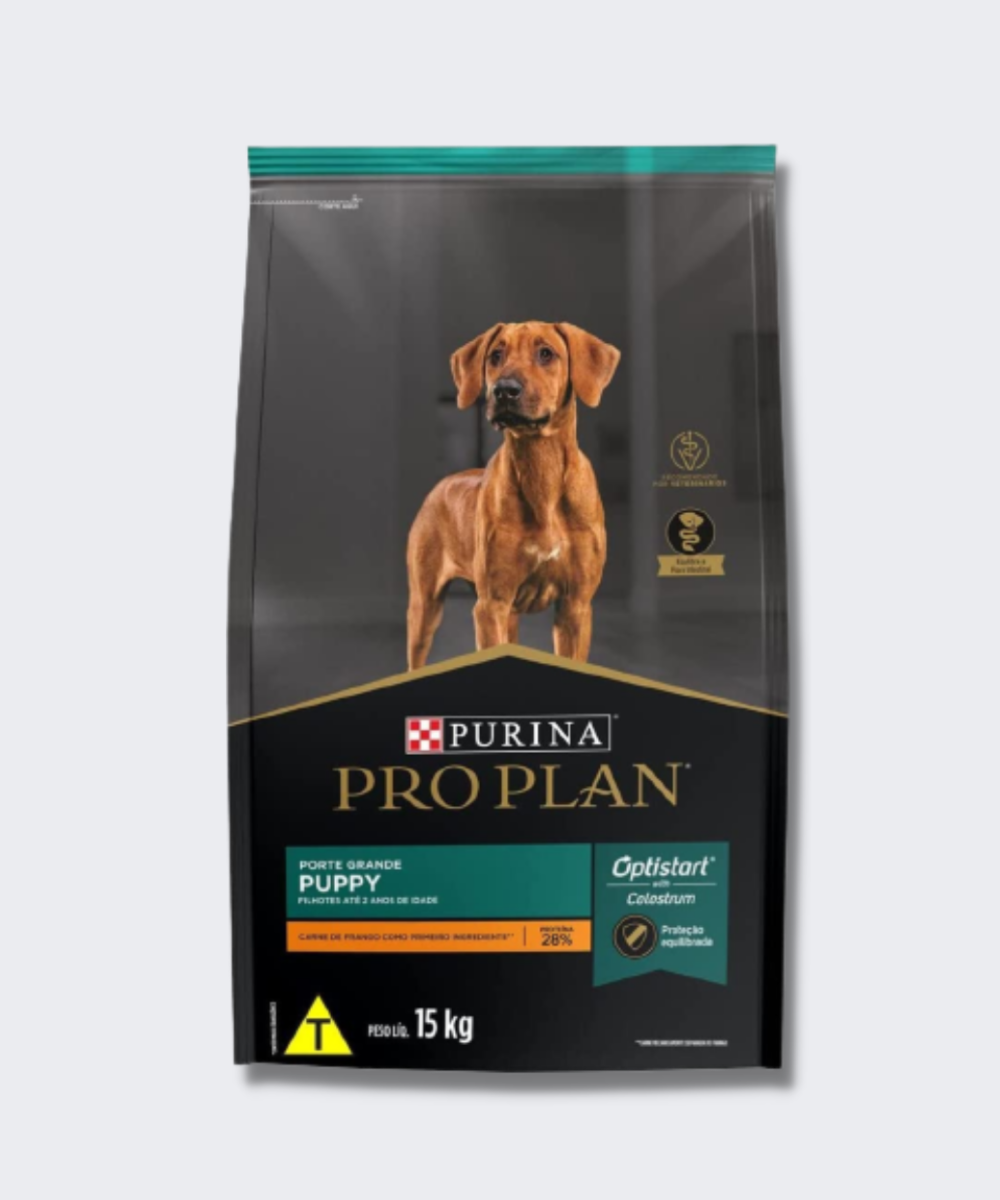 PURINA
PRO PLAN
PORTE GRANDE
PUPPY
FILHOTES ATÉ 2 ANOS DE IDADE
CARNE DE FRANGO COMO PRIMEIRO INGREDIENTE**
PROTEÍNA
28%
Optistart
with
Colostrum
Proteção
equilibrada
T
PESO LÍQ. 15 kg